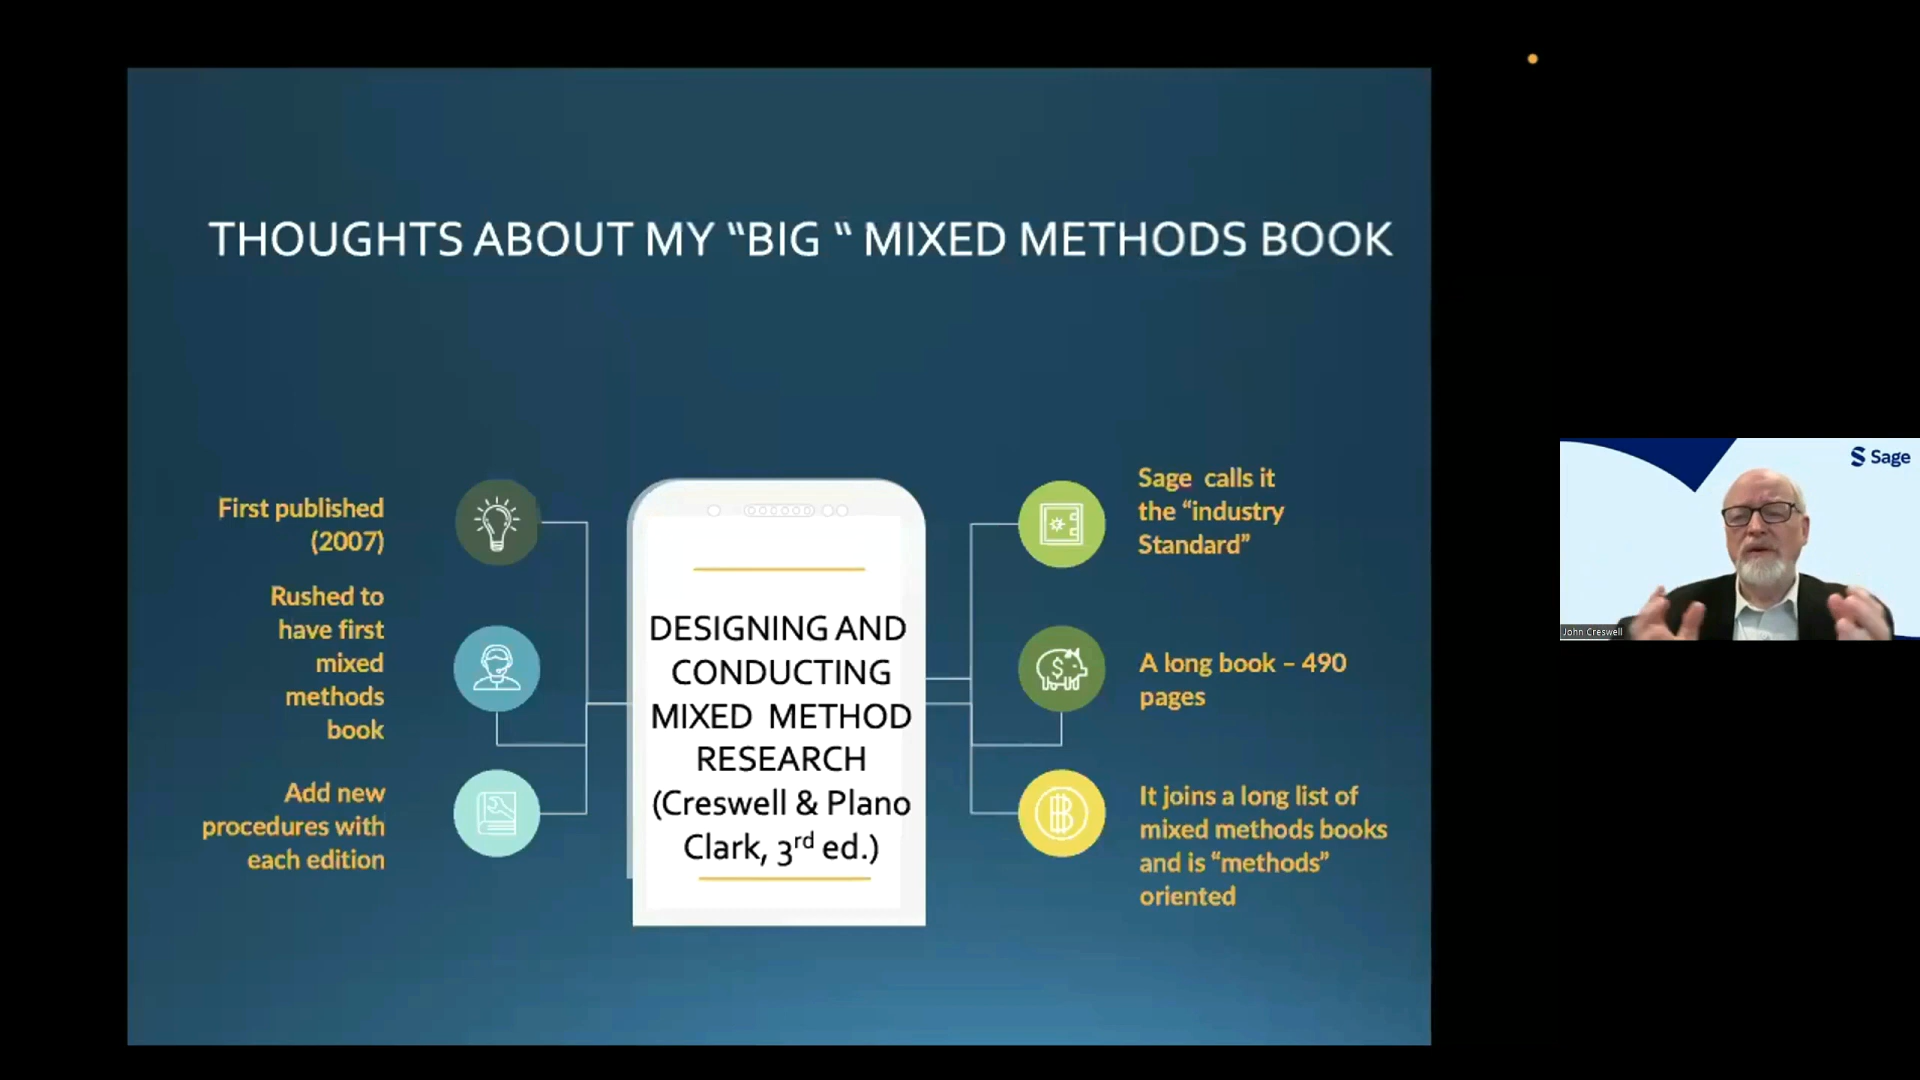 THOUGHTS ABOUT MY “BIG “ MIXED METHODS BOOK
First published
(2007)
Rushed to
have first
mixed
methods
book
Add new
procedures with
each edition
DESIGNING AND
CONDUCTING
MIXED METHOD
RESEARCH
(Creswell & Plano
Clark, 3rd ed.)
Sage calls it
the “industry
Standard”
A long book – 490
pages
It joins a long list of
mixed methods books
and is “methods”
oriented
Sage
John Creswell